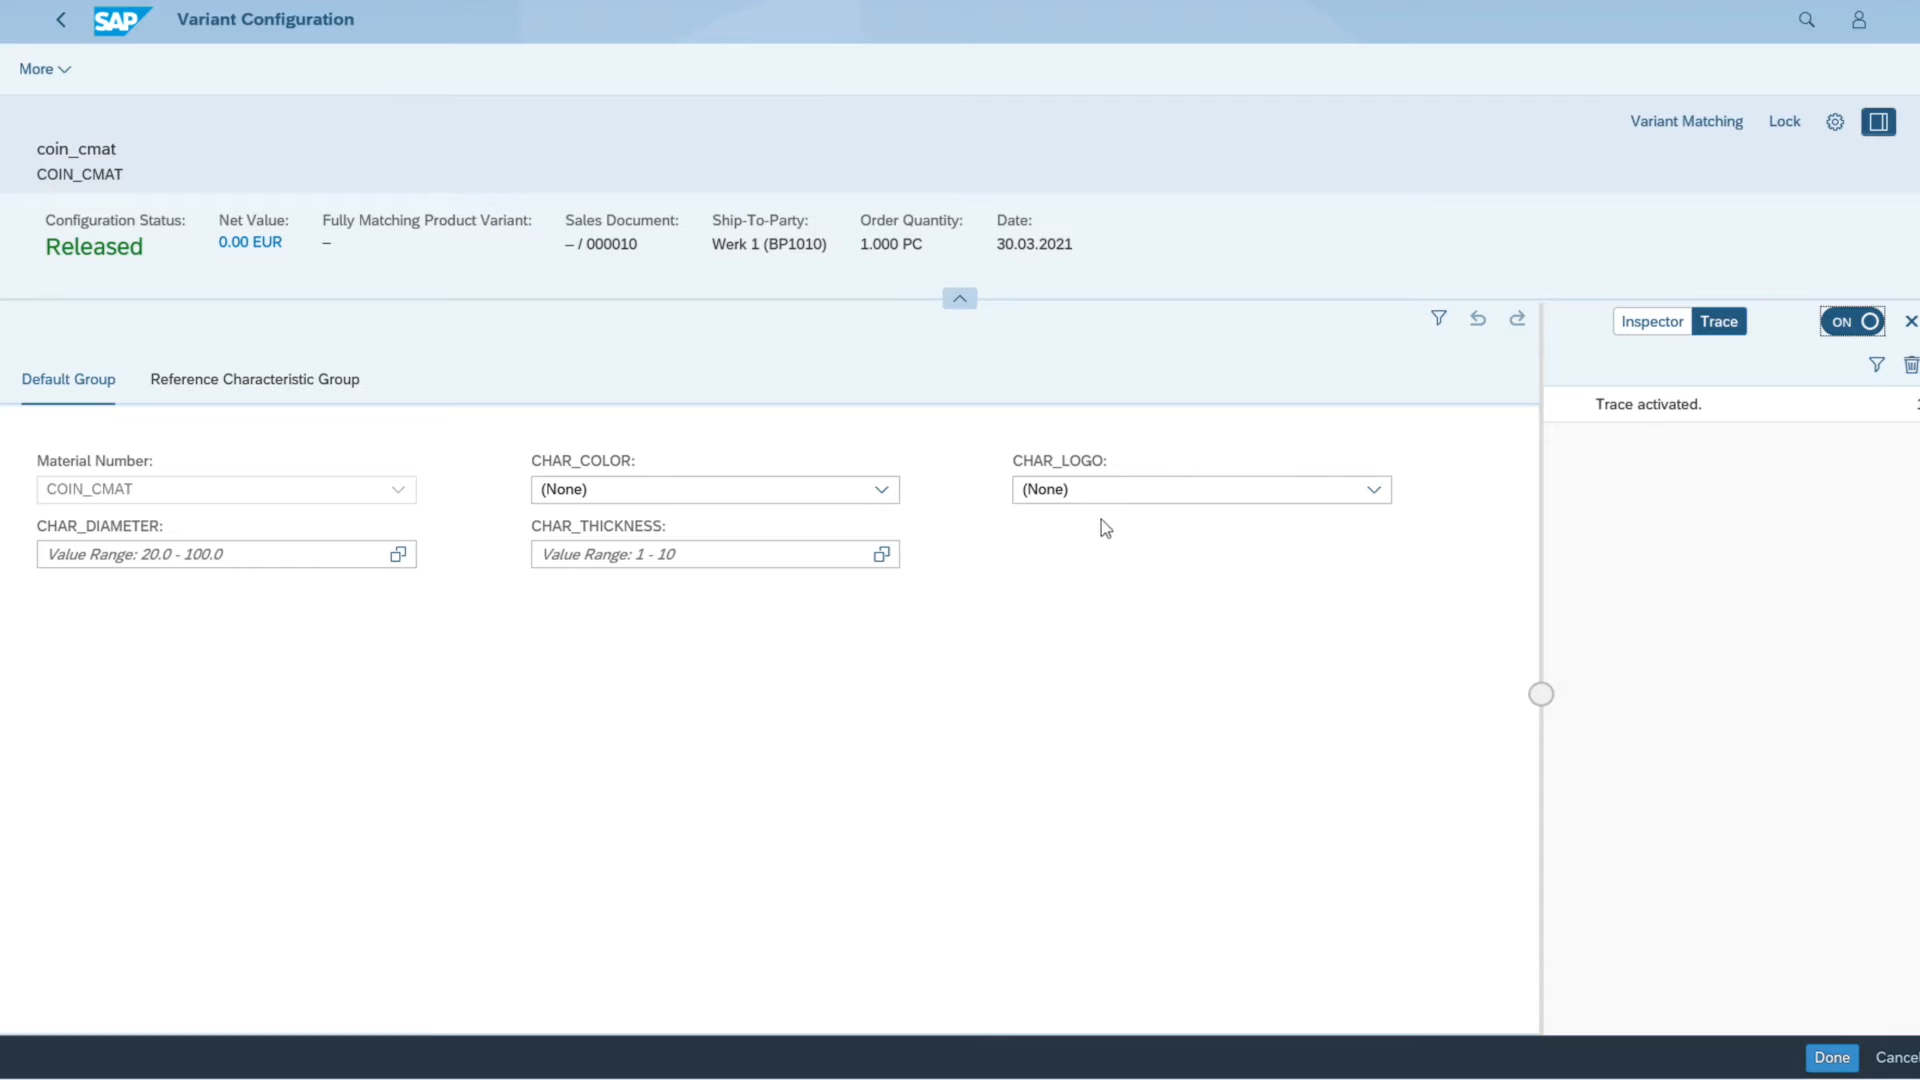 SAP Variant Configuration
More
Variant Matching Lock
coin_cmat
COIN_CMAT
Configuration Status: Net Value: Fully Matching Product Variant: Sales Document: Ship-To-Party: Order Quantity: Date:
Released 0.00 EUR – – / 000010 Werk 1 (BP1010) 1.000 PC 30.03.2021
Inspector Trace ON
Default Group Reference Characteristic Group
Trace activated.
Material Number: CHAR_COLOR: CHAR_LOGO:
COIN_CMAT (None) (None)
CHAR_DIAMETER: CHAR_THICKNESS:
Value Range: 20.0 - 100.0 Value Range: 1 - 10
Done Cancel